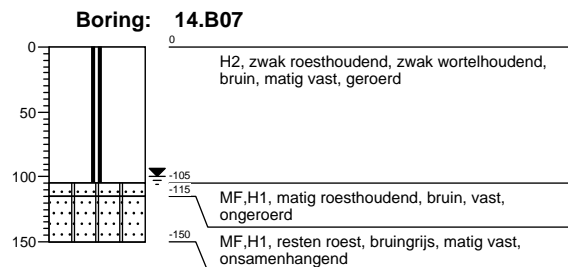 Boring: 14.B07
0
0
H2, zwak roesthoudend, zwak wortelhoudend,
bruin, matig vast, geroerd
50
100
-105
MF,H1, matig roesthoudend, bruin, vast,
ongeroerd
-115
150
-150
MF,H1, resten roest, bruingrijs, matig vast,
onsamenhangend